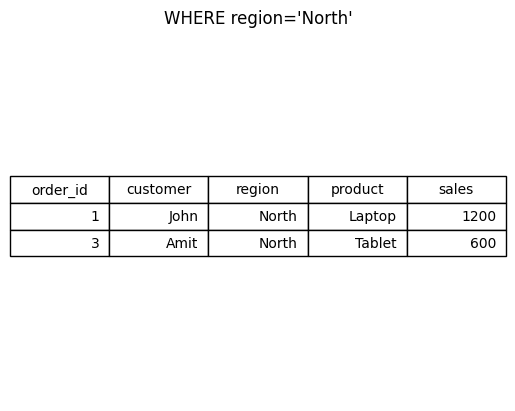 WHERE region='North'
order_id customer region product sales
1 John North Laptop 1200
3 Amit North Tablet 600